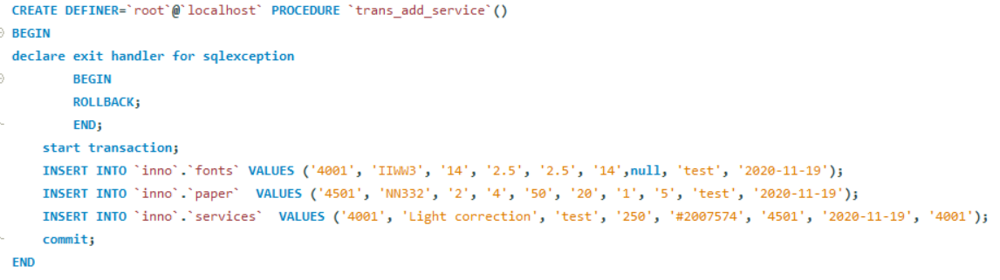 CREATE DEFINER=`root`@`localhost` PROCEDURE `trans_add_service`()
BEGIN
declare exit handler for sqlexception
BEGIN
ROLLBACK;
END;
start transaction;
INSERT INTO `inno`.`fonts` VALUES ('4001', 'IIWW3', '14', '2.5', '2.5', '14',null, 'test', '2020-11-19');
INSERT INTO `inno`.`paper`  VALUES ('4501', 'NN332', '2', '4', '50', '20', '1', '5', 'test', '2020-11-19');
INSERT INTO `inno`.`services`  VALUES ('4001', 'Light correction', 'test', '250', '#2007574', '4501', '2020-11-19', '4001');
commit;
END